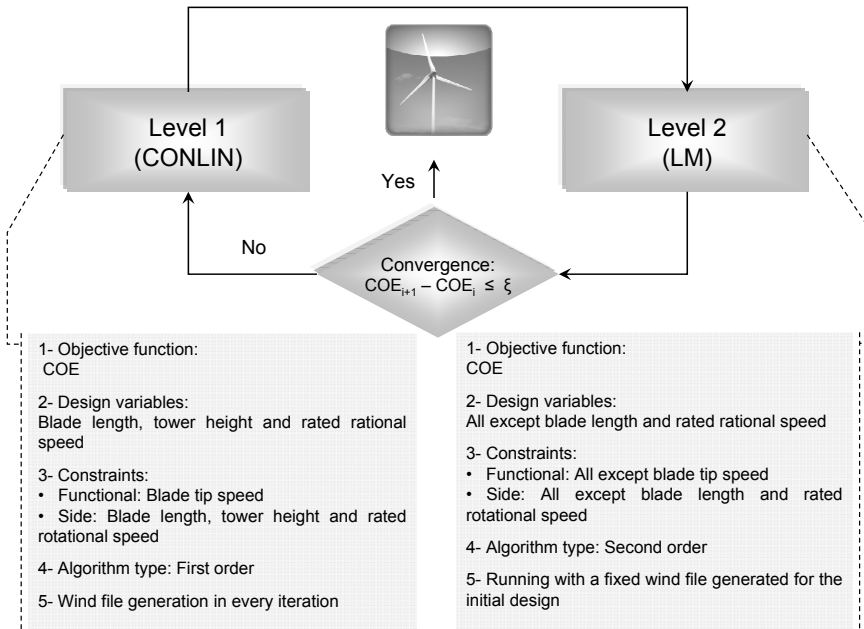 Level 1
(CONLIN)
Level 2
(LM)
Yes
No
Convergence:
COEi+1 – COEi ≤ ξ
1- Objective function:
COE
2- Design variables:
Blade length, tower height and rated rational
speed
3- Constraints:
• Functional: Blade tip speed
• Side: Blade length, tower height and rated
rotational speed
4- Algorithm type: First order
5- Wind file generation in every iteration
1- Objective function:
COE
2- Design variables:
All except blade length and rated rational speed
3- Constraints:
• Functional: All except blade tip speed
• Side: All except blade length and rated
rotational speed
4- Algorithm type: Second order
5- Running with a fixed wind file generated for the
initial design